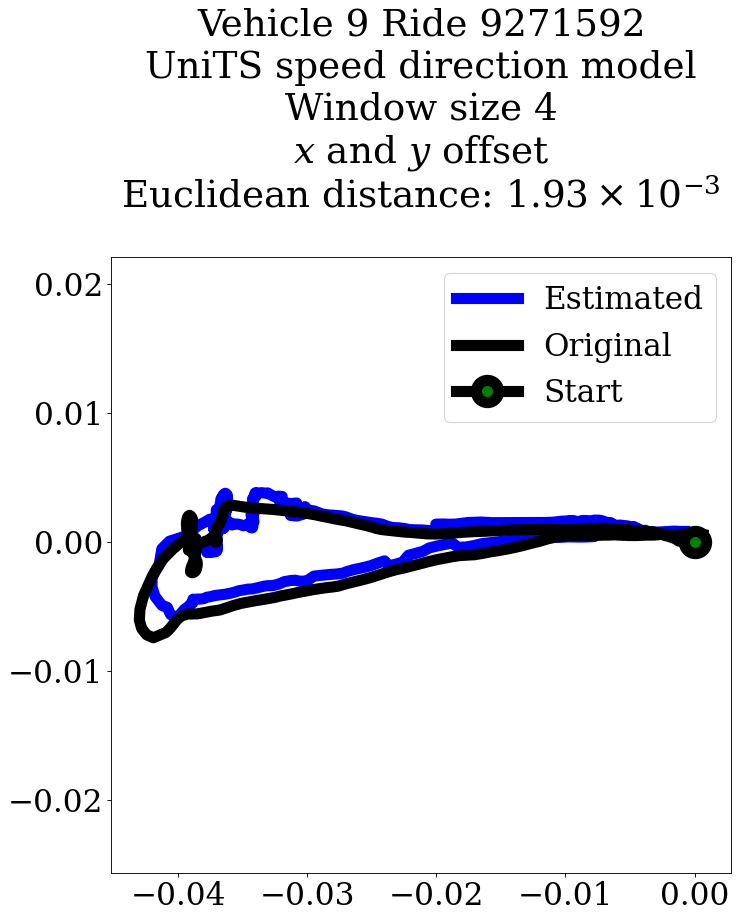 Vehicle 9 Ride 9271592
UniTS speed direction model
Window size 4
x and y offset
Euclidean distance: 1.93 × 10⁻³
Estimated
Original
Start
0.02
0.01
0.00
−0.01
−0.02
−0.04 −0.03 −0.02 −0.01 0.00